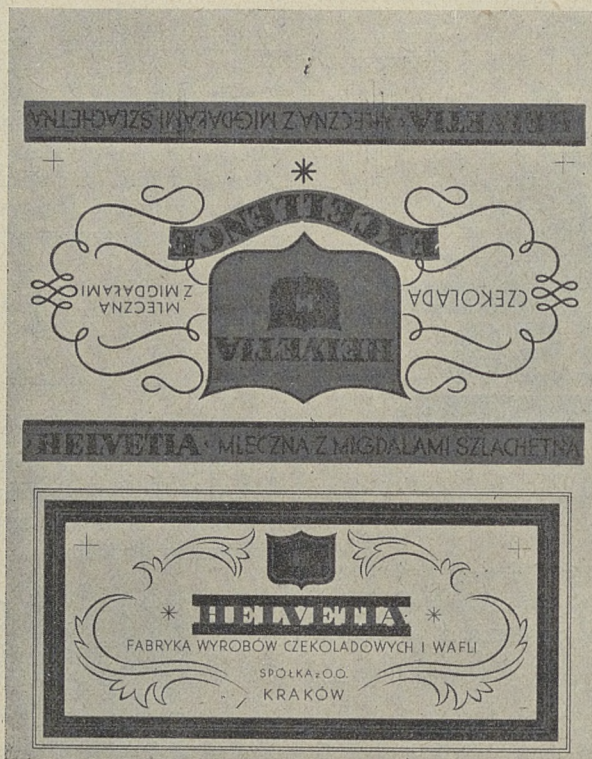 HELVETIA · MLECZNA Z MIGDAŁAMI SZLACHETNA
EXCELLENCE
CZEKOLADA
MLECZNA
Z MIGDAŁAMI
HELVETIA
· HELVETIA · MLECZNA Z MIGDAŁAMI SZLACHETNA
HELVETIA
FABRYKA WYROBÓW CZEKOLADOWYCH I WAFLI
SPÓŁKA z O.O.
KRAKÓW